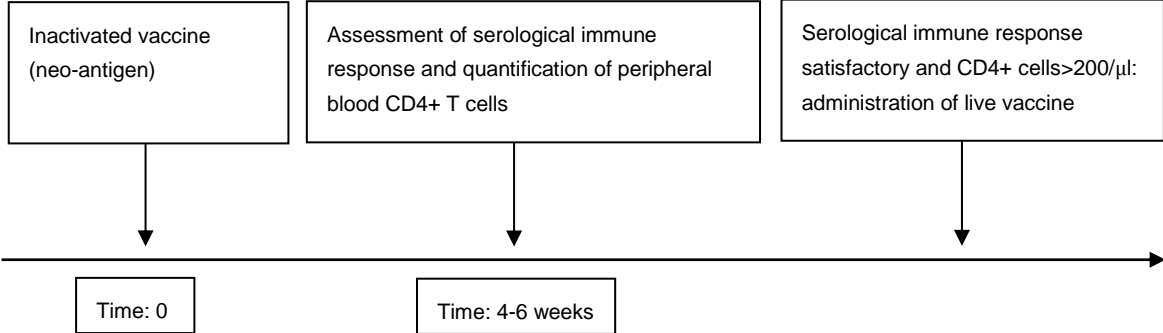 Inactivated vaccine
(neo-antigen)
Assessment of serological immune
response and quantification of peripheral
blood CD4+ T cells
Serological immune response
satisfactory and CD4+ cells>200/μl:
administration of live vaccine
Time: 0
Time: 4-6 weeks